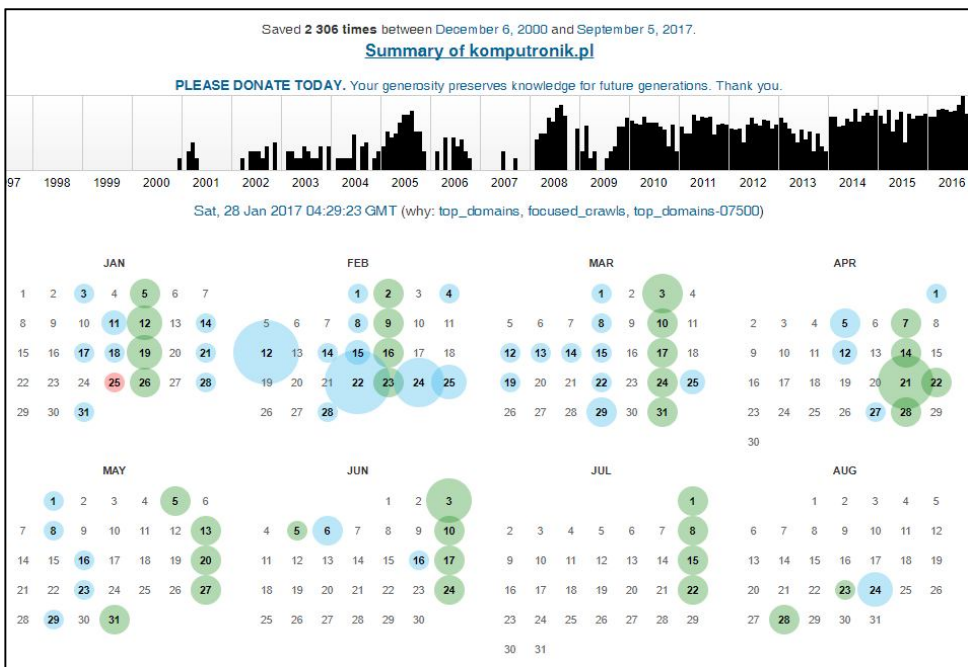 Saved 2 306 times between December 6, 2000 and September 5, 2017.
Summary of komputronik.pl
PLEASE DONATE TODAY. Your generosity preserves knowledge for future generations. Thank you.
97 1998 1999 2000 2001 2002 2003 2004 2005 2006 2007 2008 2009 2010 2011 2012 2013 2014 2015 2016
Sat, 28 Jan 2017 04:29:23 GMT (why: top_domains, focused_crawls, top_domains-07500)
JAN FEB MAR APR
1 2 3 4 5 6 7 1 2 3 4 1 2 3 4 1
8 9 10 11 12 13 14 5 6 7 8 9 10 11 5 6 7 8 9 10 11 2 3 4 5 6 7 8
15 16 17 18 19 20 21 12 13 14 15 16 17 18 12 13 14 15 16 17 18 9 10 11 12 13 14 15
22 23 24 25 26 27 28 19 20 21 22 23 24 25 19 20 21 22 23 24 25 16 17 18 19 20 21 22
29 30 31 26 27 28 26 27 28 29 30 31 23 24 25 26 27 28 29
30
MAY JUN JUL AUG
1 2 3 4 5 6 1 2 3 1 1 2 3 4 5
7 8 9 10 11 12 13 4 5 6 7 8 9 10 2 3 4 5 6 7 8 6 7 8 9 10 11 12
14 15 16 17 18 19 20 11 12 13 14 15 16 17 9 10 11 12 13 14 15 13 14 15 16 17 18 19
21 22 23 24 25 26 27 18 19 20 21 22 23 24 16 17 18 19 20 21 22 20 21 22 23 24 25 26
28 29 30 31 25 26 27 28 29 30 23 24 25 26 27 28 29 27 28 29 30 31
30 31